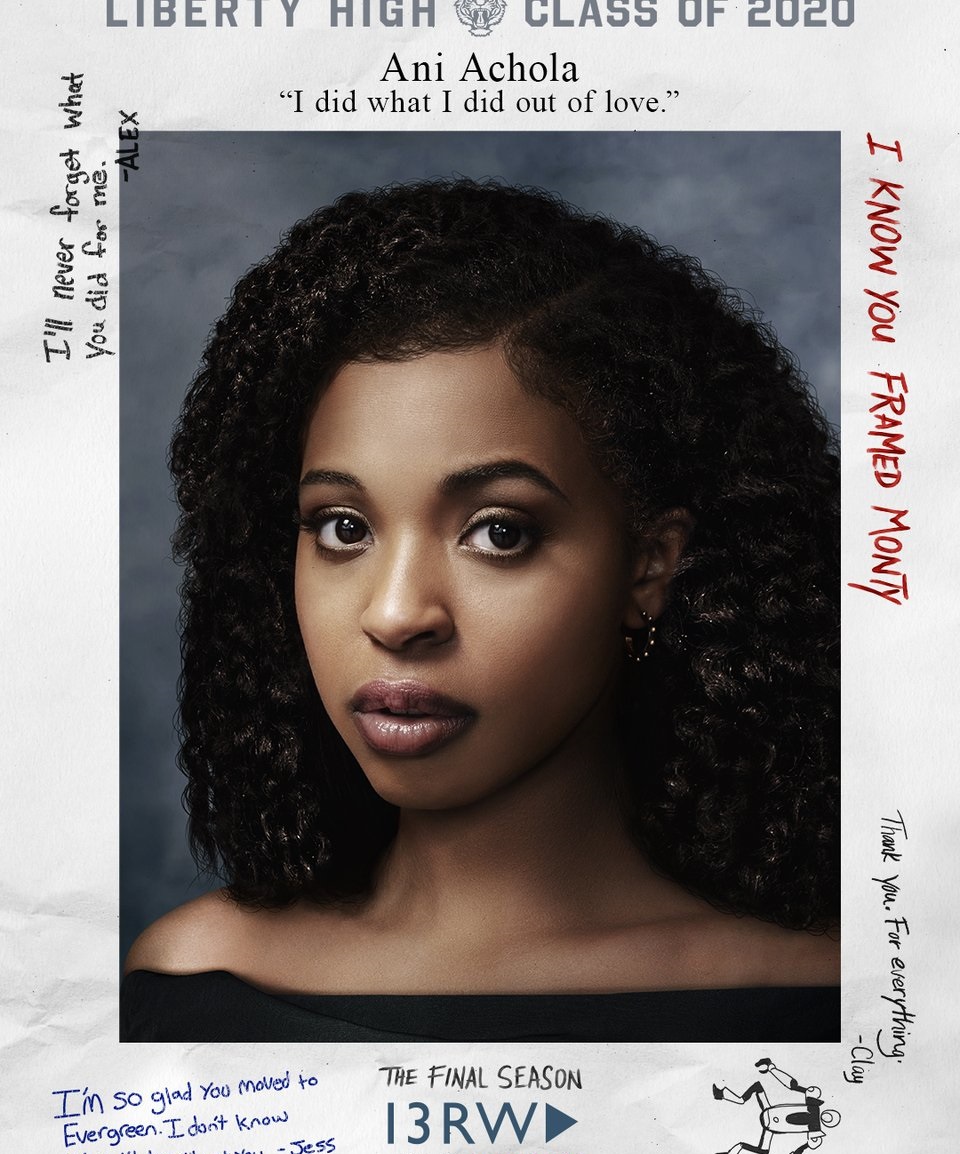 LIBERTY HIGH CLASS OF 2020
Ani Achola
“I did what I did out of love.”
I'll never forget what
you did for me.
-ALEX
I KNOW YOU FRAMED MONTY
Thank you. For everything.
-Clay
I'm so glad you moved to
Evergreen. I don't know
you -Jess
THE FINAL SEASON
13RW